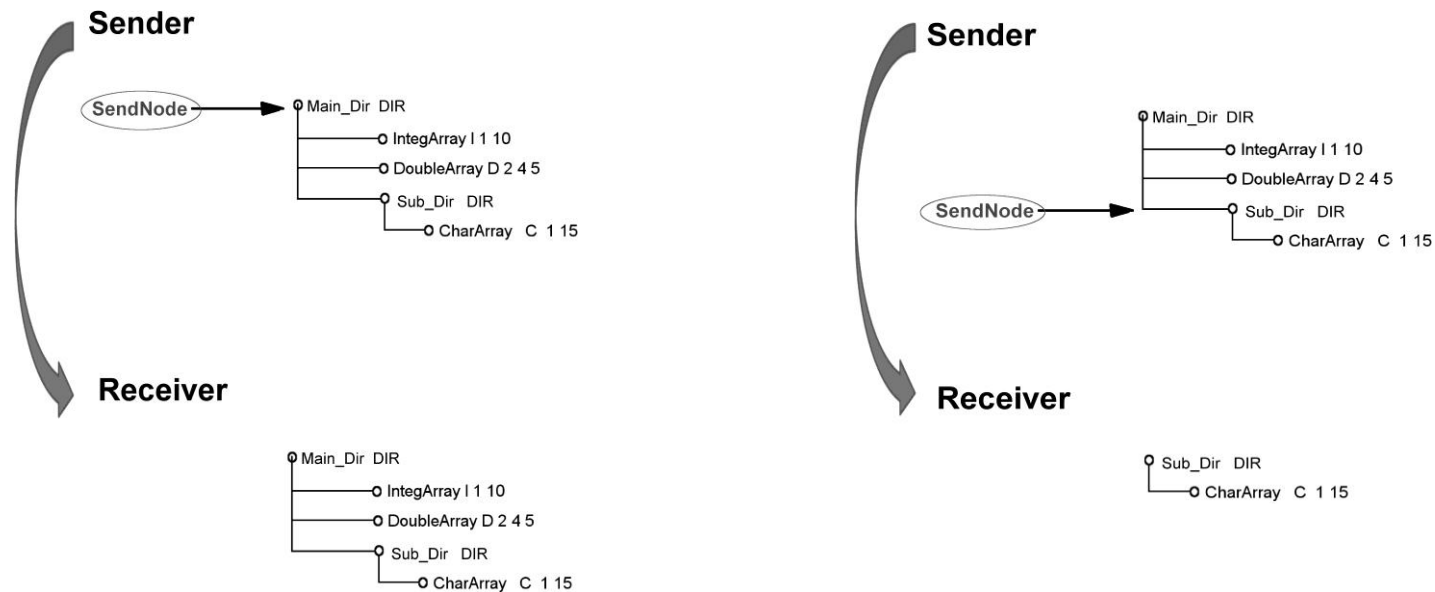 Sender
SendNode
Main_Dir DIR
IntegArray I 1 10
DoubleArray D 2 4 5
Sub_Dir DIR
CharArray C 1 15
Receiver
Main_Dir DIR
IntegArray I 1 10
DoubleArray D 2 4 5
Sub_Dir DIR
CharArray C 1 15
Sender
Main_Dir DIR
IntegArray I 1 10
DoubleArray D 2 4 5
SendNode
Sub_Dir DIR
CharArray C 1 15
Receiver
Sub_Dir DIR
CharArray C 1 15